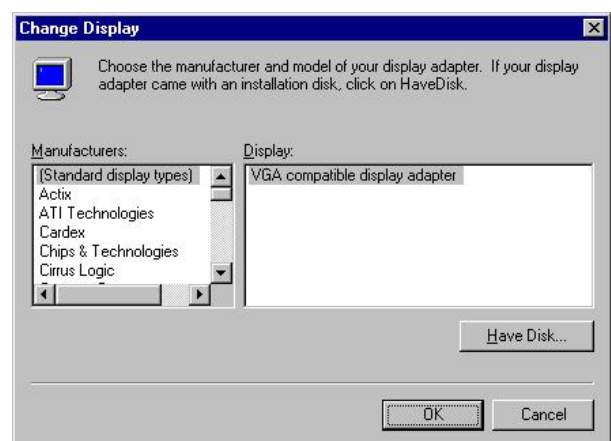 Change Display
Choose the manufacturer and model of your display adapter. If your display
adapter came with an installation disk, click on HaveDisk.
Manufacturers:
Display:
(Standard display types)
Actix
ATI Technologies
Cardex
Chips & Technologies
Cirrus Logic
VGA compatible display adapter
Have Disk...
OK
Cancel